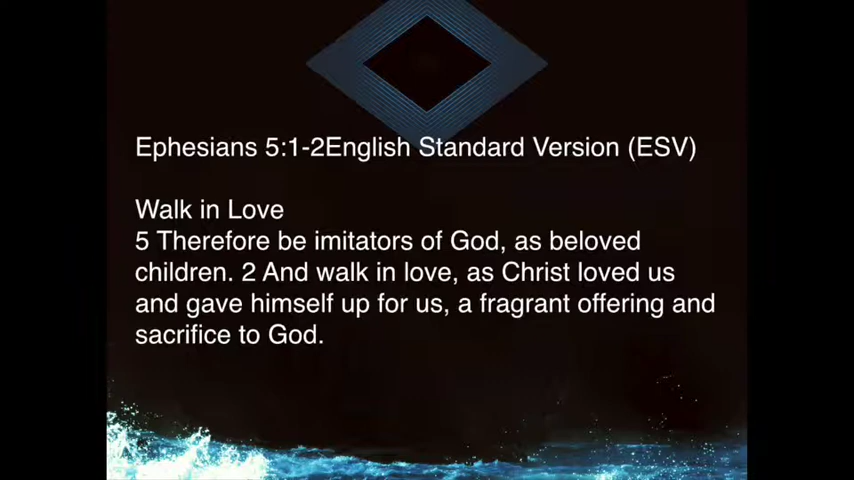 Ephesians 5:1-2English Standard Version (ESV)
Walk in Love
5 Therefore be imitators of God, as beloved
children. 2 And walk in love, as Christ loved us
and gave himself up for us, a fragrant offering and
sacrifice to God.